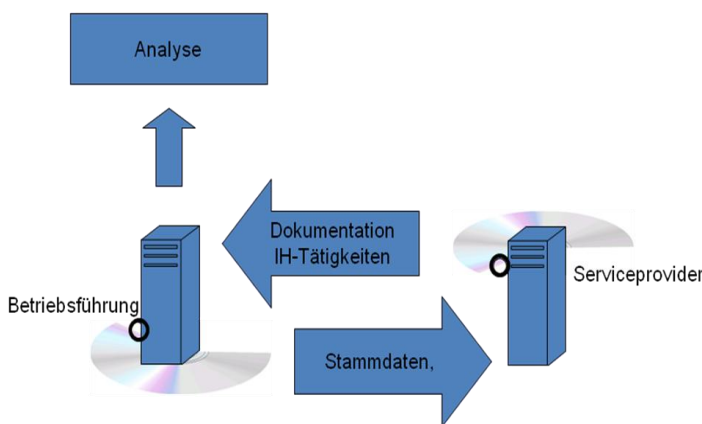 Analyse
Dokumentation
IH-Tätigkeiten
Serviceprovider
Betriebsführung
Stammdaten,